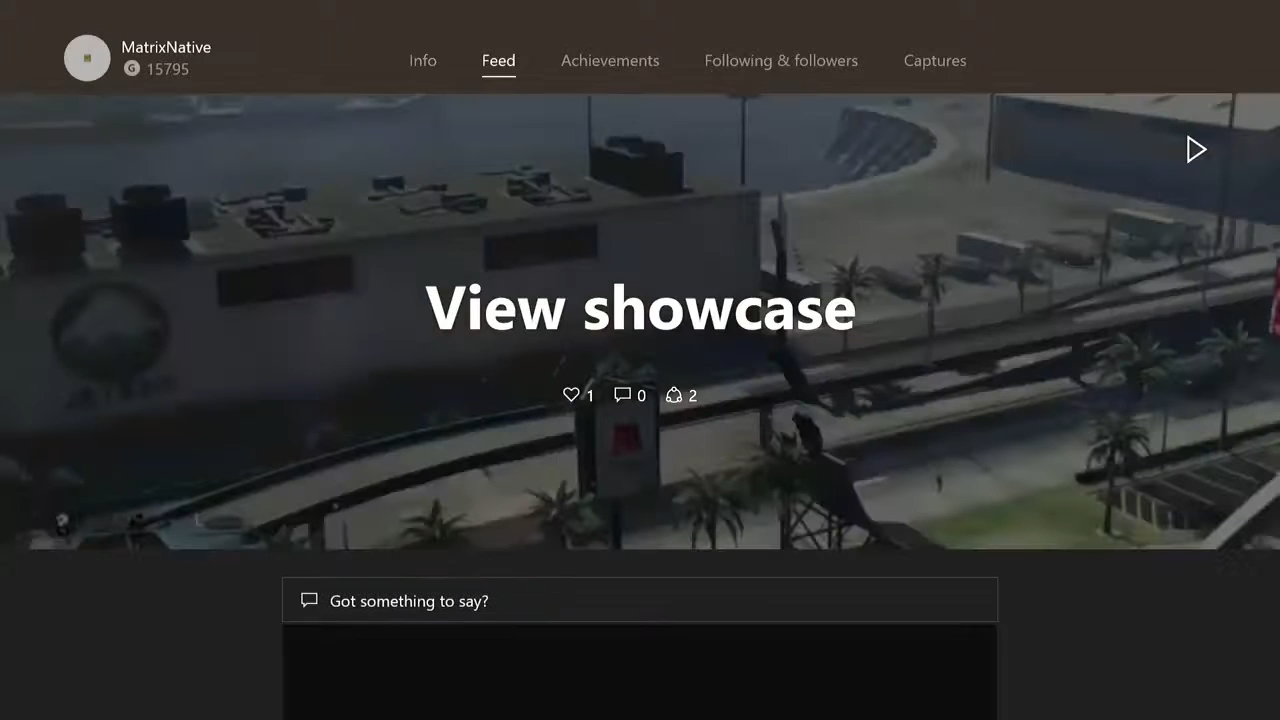 MatrixNative
G 15795
Info Feed Achievements Following & followers Captures
View showcase
1 0 2
Got something to say?